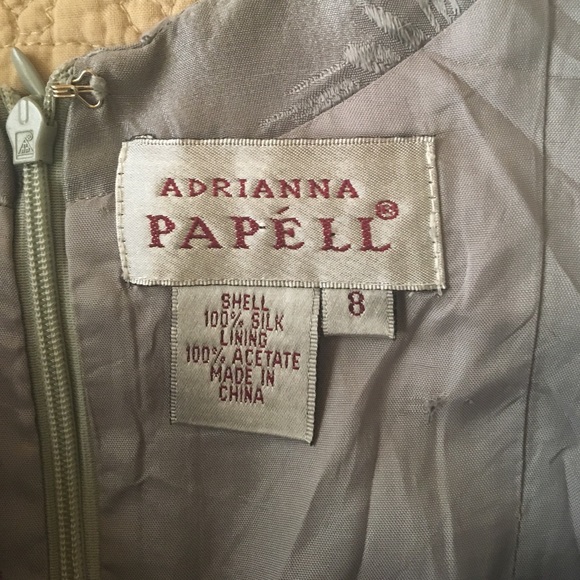 ADRIANNA
PAPÉLL®
SHELL
100% SILK
LINING
100% ACETATE
MADE IN
CHINA
8